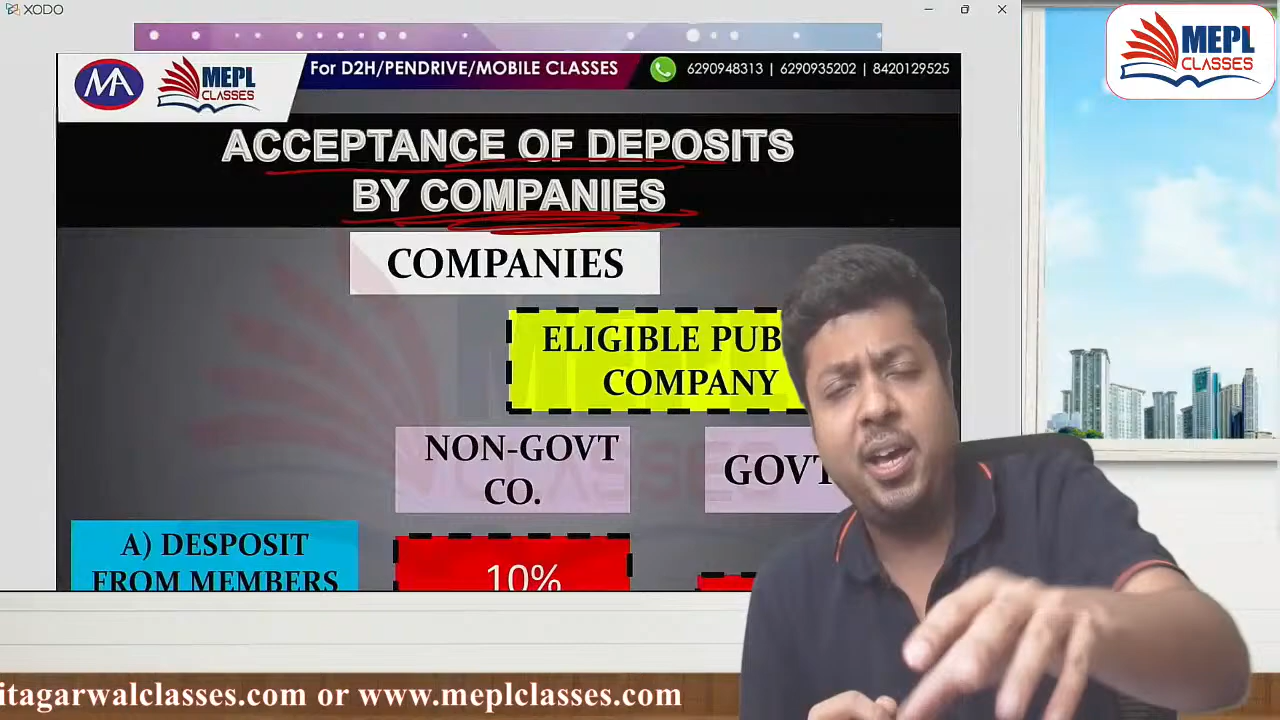 XODO
MEPL
CLASSES
MA
MEPL
CLASSES
For D2H/PENDRIVE/MOBILE CLASSES
6290948313 | 6290935202 | 8420129525
ACCEPTANCE OF DEPOSITS
BY COMPANIES
COMPANIES
ELIGIBLE PUB
COMPANY
NON-GOVT
CO.
GOVT
A) DESPOSIT
FROM MEMBERS
10%
itagarwalclasses.com or www.meplclasses.com